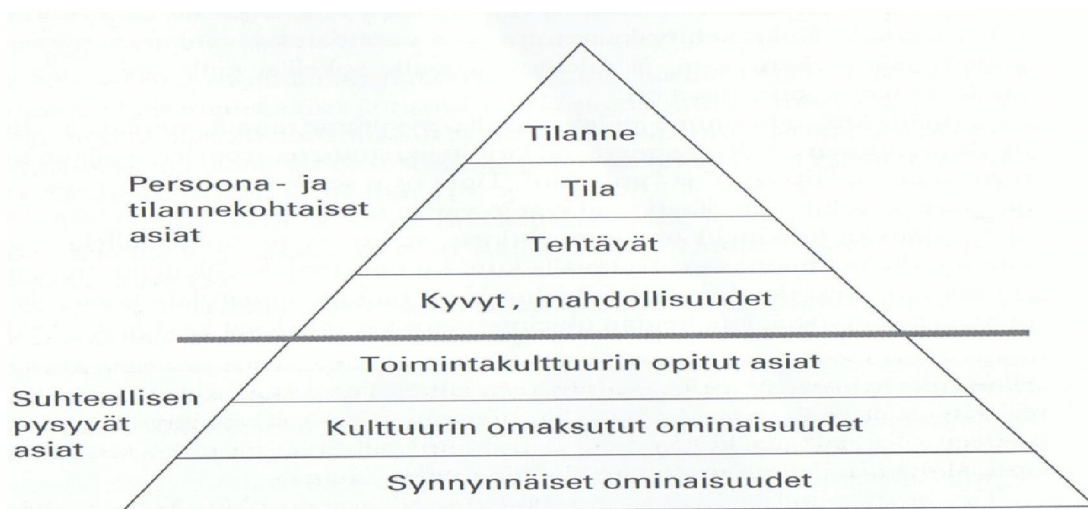 Tilanne
Persoona - ja
tilannekohtaiset
asiat
Tila
Tehtävät
Kyvyt , mahdollisuudet
Toimintakulttuurin opitut asiat
Suhteellisen
pysyvät
asiat
Kulttuurin omaksutut ominaisuudet
Synnynnäiset ominaisuudet